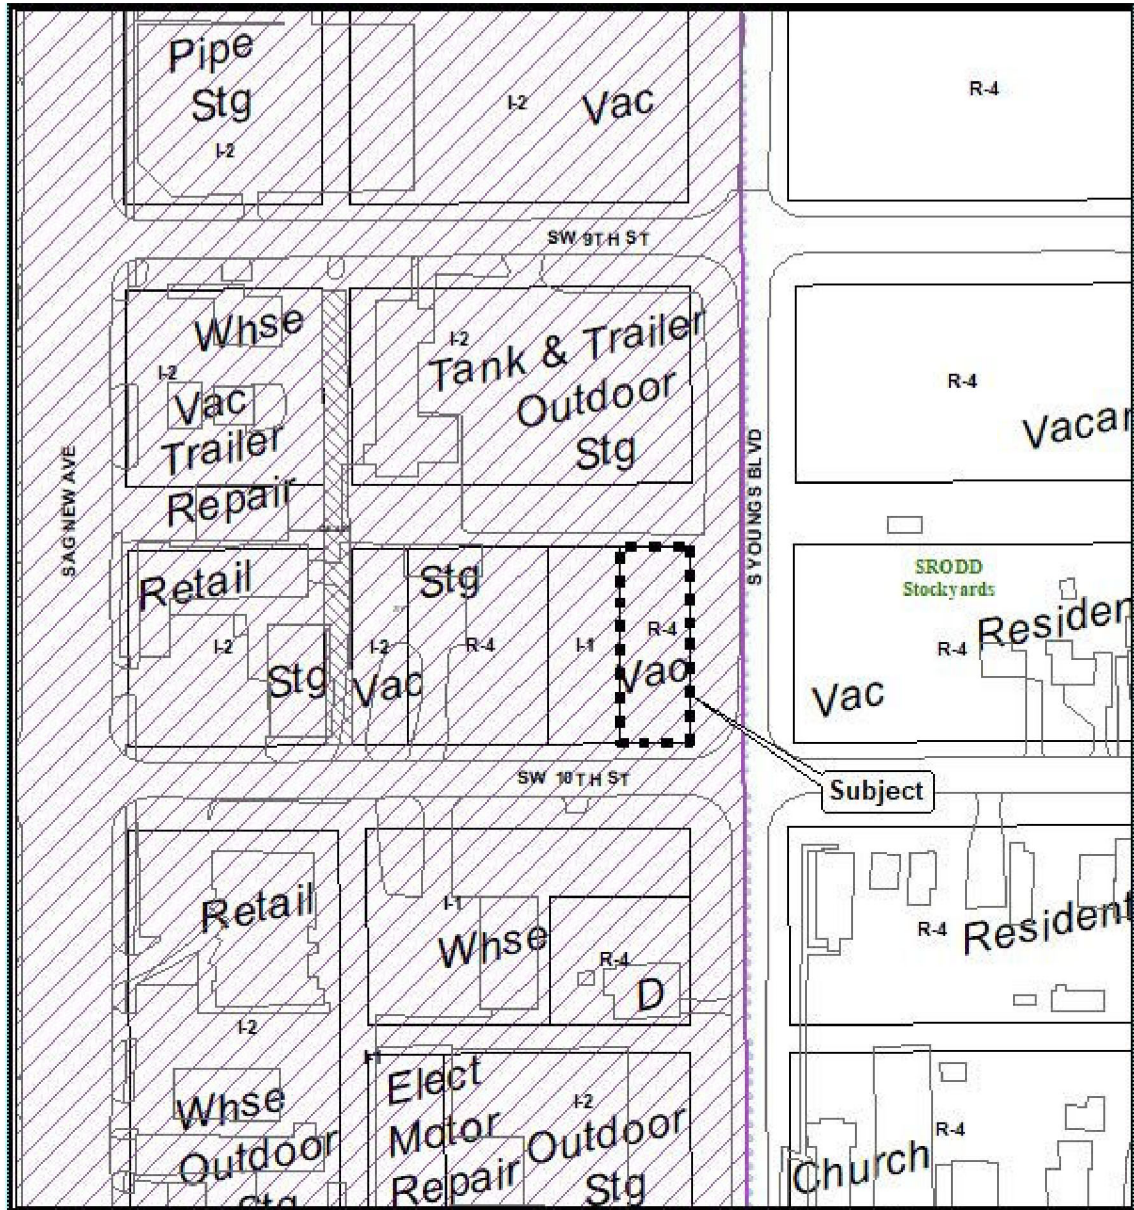 Pipe
Stg
I-2
I-2
Vac
R-4
SW 9TH ST
Whse
I-2
Vac
Trailer
Repair
I-2
Tank & Trailer
Outdoor
Stg
R-4
SAGNEW AVE
S YOUNGS BLVD
Retail
I-2
Stg
Stg
I-2
Vac
R-4
I-1
R-4
Vac
SRODD
Stockyards
R-4
Residen
Vac
Subject
SW 10TH ST
Retail
I-2
I-1
Whse
R-4
D
R-4
Resident
Whse
Outdoor
Stg
I-1
Elect
Motor
Repair
I-2
Outdoor
Stg
R-4
Church